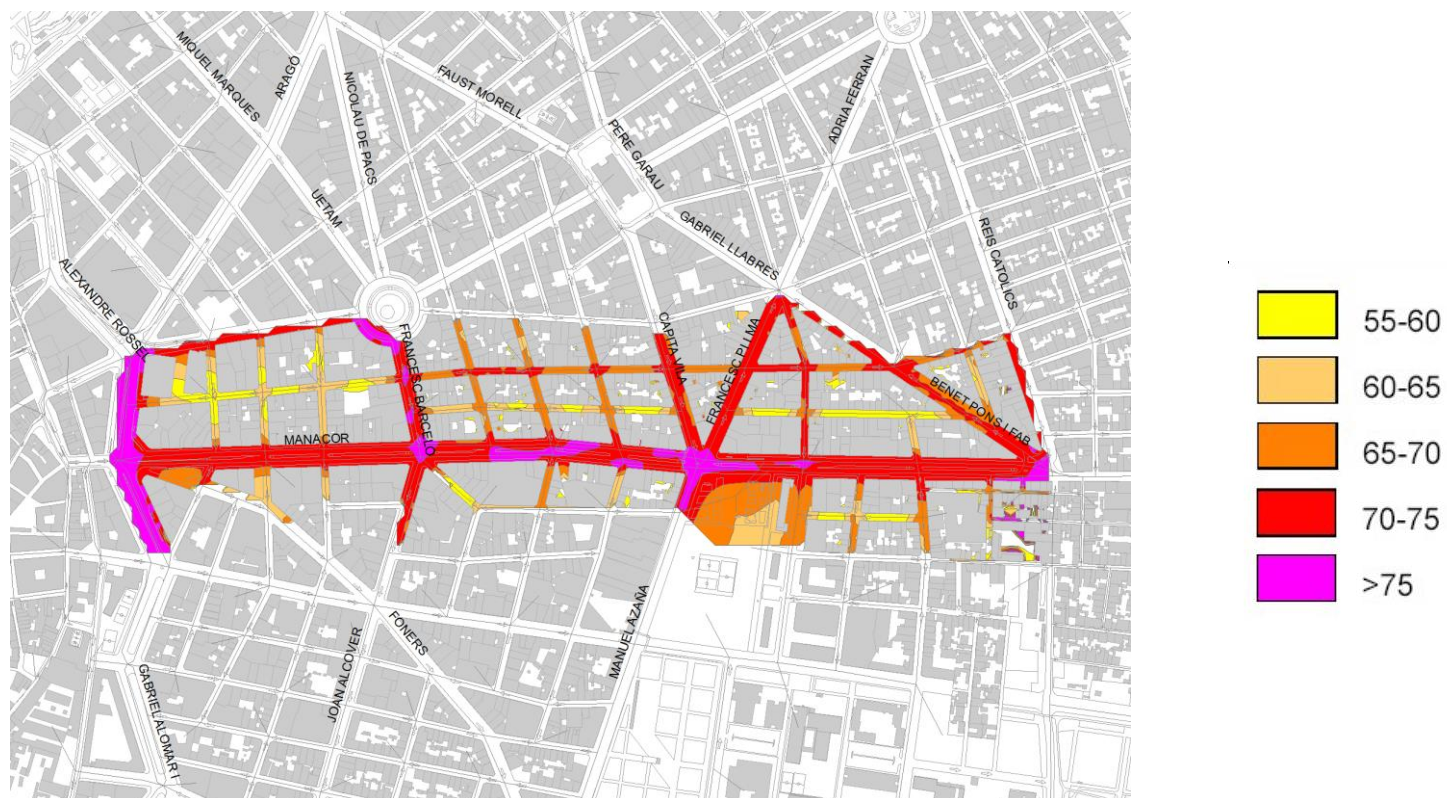 MIQUEL MARQUES
ARAGÓ
NICOLAU DE PACS
FAUST MORELL
PERE GARAU
ADRIA FERRAN
UETAM
GABRIEL LLABRES
REIS CATOLICS
ALEXANDRE ROSSEL
FRANCESC BARCELO
CAPITA VILA
FRANCESC PI I MA
BENET PONS I FAB
MANACOR
FONERS
MANUEL AZAÑA
JOAN ALCOVER
GABRIEL ALOMAR I
55-60
60-65
65-70
70-75
>75